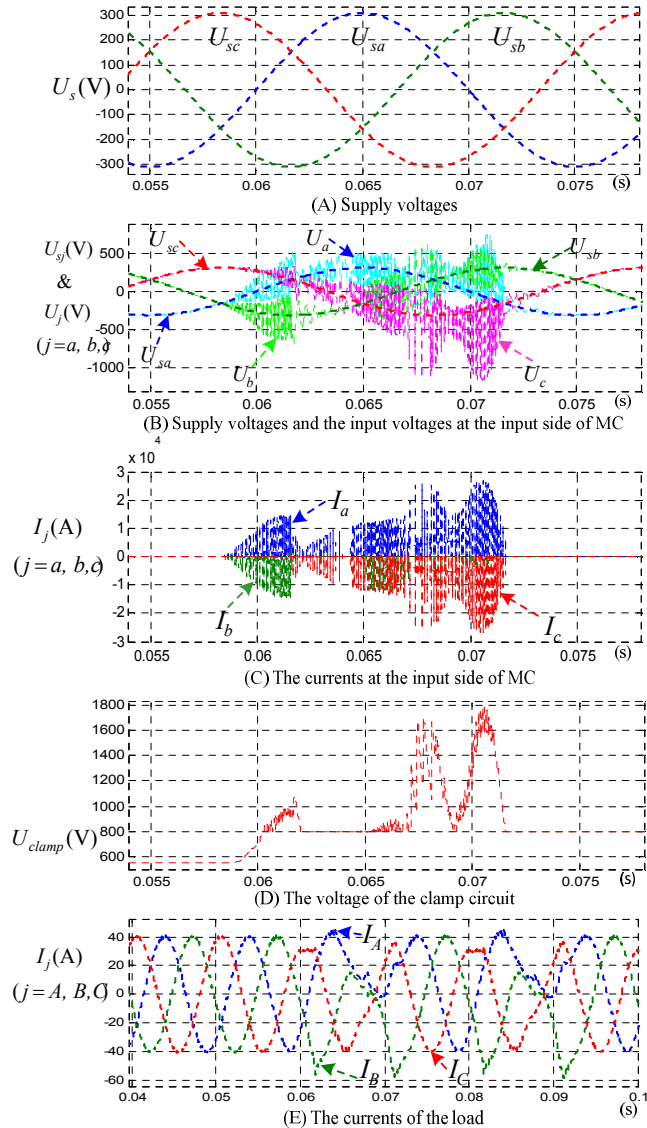 300
200
100
0
-100
-200
-300
U_s(V)
U_sc
U_sa
U_sb
0.055 0.06 0.065 0.07 0.075 (s)
(A) Supply voltages
U_sj(V)
&
U_j(V)
(j=a, b,c)
500
0
-500
-1000
U_sc
U_a
U_sb
U_sa
U_b
U_c
0.055 0.06 0.065 0.07 0.075 (s)
(B) Supply voltages and the input voltages at the input side of MC
x 10 4
3
2
1
0
-1
-2
-3
I_j(A)
(j=a, b,c)
I_a
I_b
I_c
0.055 0.06 0.065 0.07 0.075 (s)
(C) The currents at the input side of MC
1800
1600
1400
1200
1000
800
600
U_clamp(V)
0.055 0.06 0.065 0.07 0.075 (s)
(D) The voltage of the clamp circuit
I_j(A)
(j=A, B,C)
40
20
0
-20
-40
-60
I_A
I_B
I_C
0.04 0.05 0.06 0.07 0.08 0.09 0.1
(s)
(E) The currents of the load